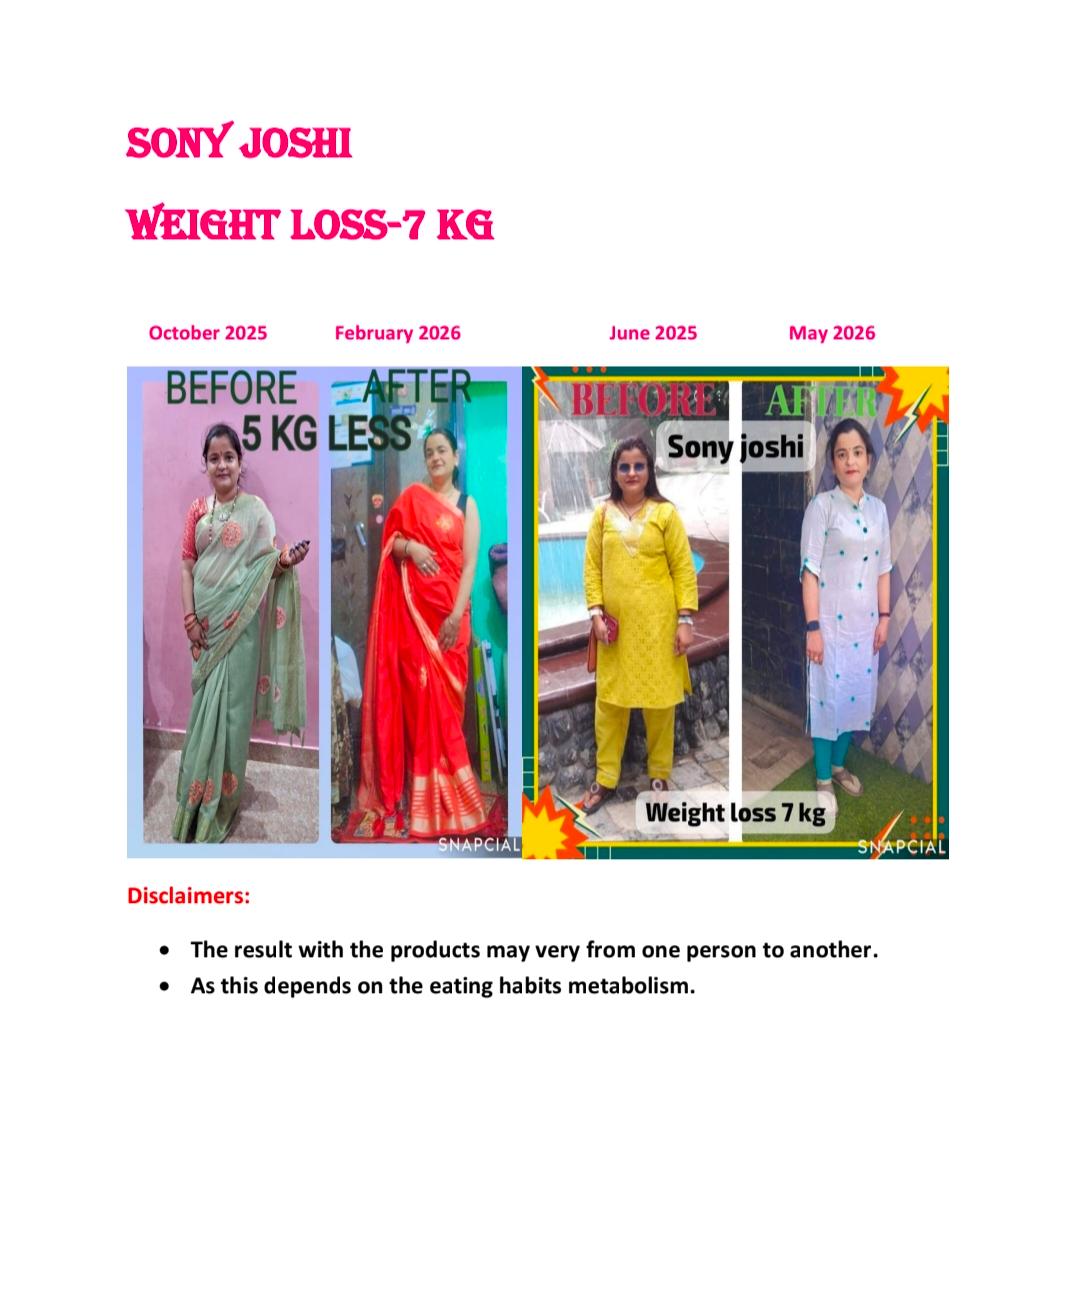 SONY JOSHI
WEIGHT LOSS-7 KG
October 2025 February 2026 June 2025 May 2026
BEFORE AFTER
5 KG LESS
SNAPCIAL
BEFORE AFTER
Sony joshi
Weight loss 7 kg
SNAPCIAL
Disclaimers:
• The result with the products may very from one person to another.
• As this depends on the eating habits metabolism.